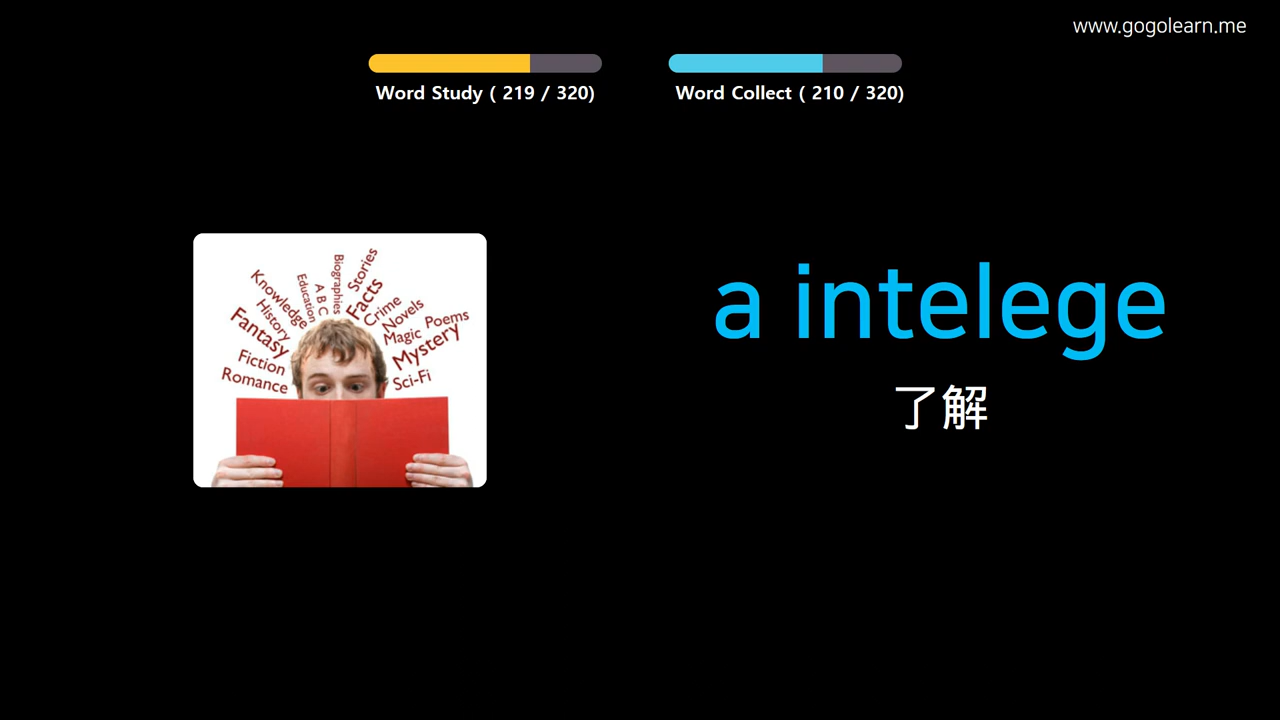 www.gogolearn.me
Word Study ( 219 / 320)
Word Collect ( 210 / 320)
Stories
Biographies
Facts
A B C
Education
Knowledge
Crime
History
Novels
Fantasy
Magic
Poems
Mystery
Fiction
Romance
Sci-Fi
a intelege
了解